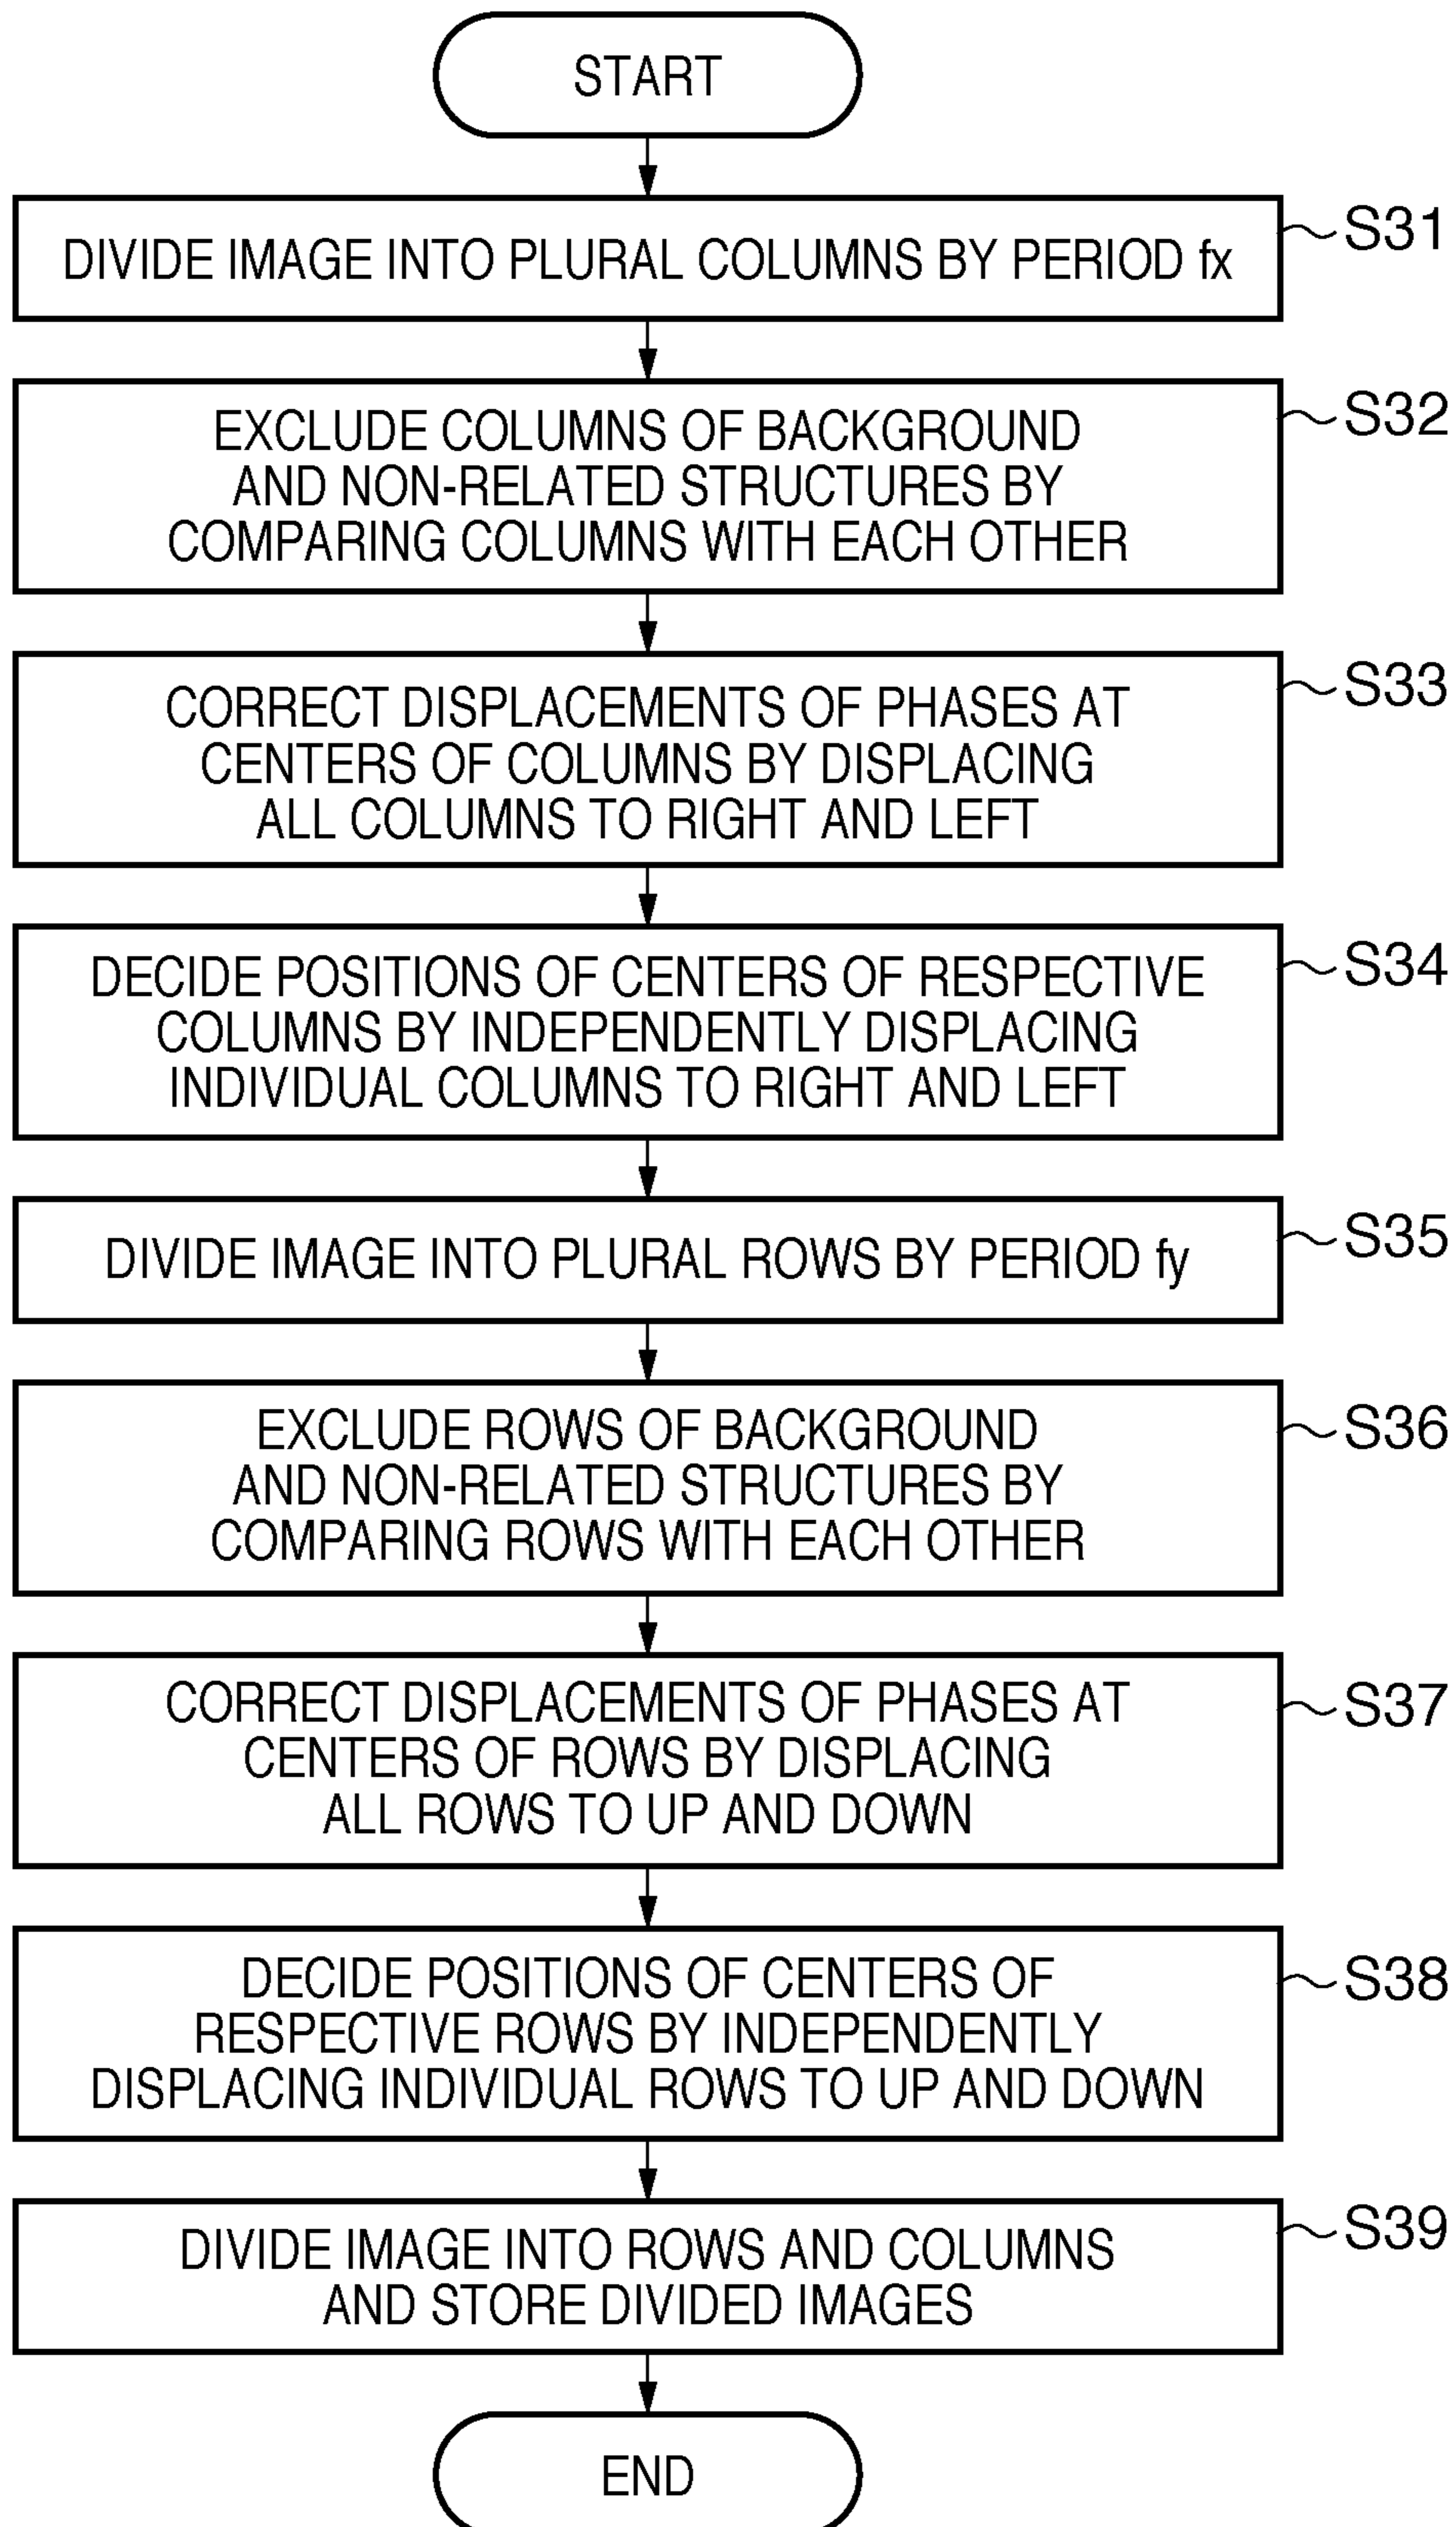 START
DIVIDE IMAGE INTO PLURAL COLUMNS BY PERIOD fx
S31
EXCLUDE COLUMNS OF BACKGROUND
AND NON-RELATED STRUCTURES BY
COMPARING COLUMNS WITH EACH OTHER
S32
CORRECT DISPLACEMENTS OF PHASES AT
CENTERS OF COLUMNS BY DISPLACING
ALL COLUMNS TO RIGHT AND LEFT
S33
DECIDE POSITIONS OF CENTERS OF RESPECTIVE
COLUMNS BY INDEPENDENTLY DISPLACING
INDIVIDUAL COLUMNS TO RIGHT AND LEFT
S34
DIVIDE IMAGE INTO PLURAL ROWS BY PERIOD fy
S35
EXCLUDE ROWS OF BACKGROUND
AND NON-RELATED STRUCTURES BY
COMPARING ROWS WITH EACH OTHER
S36
CORRECT DISPLACEMENTS OF PHASES AT
CENTERS OF ROWS BY DISPLACING
ALL ROWS TO UP AND DOWN
S37
DECIDE POSITIONS OF CENTERS OF
RESPECTIVE ROWS BY INDEPENDENTLY
DISPLACING INDIVIDUAL ROWS TO UP AND DOWN
S38
DIVIDE IMAGE INTO ROWS AND COLUMNS
AND STORE DIVIDED IMAGES
S39
END